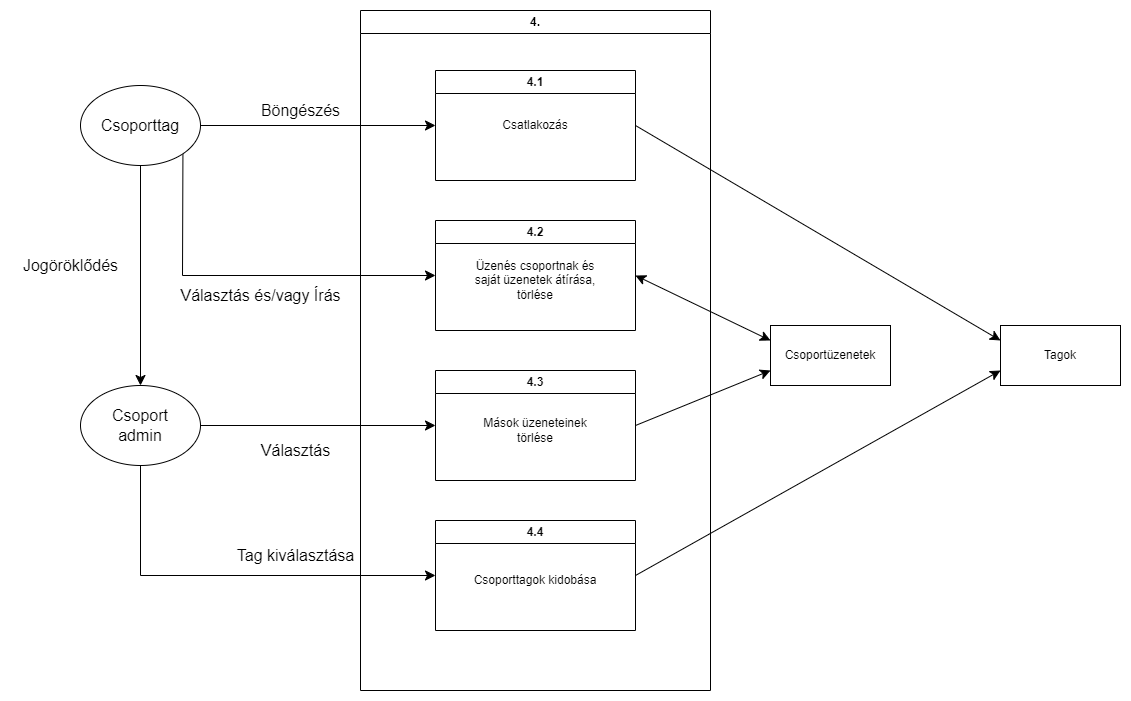 4.
4.1
Böngészés
Csoporttag
Csatlakozás
4.2
Jogöröklődés
Üzenés csoportnak és
saját üzenetek átírása,
törlése
Választás és/vagy Írás
Csoportüzenetek
Tagok
4.3
Csoport
admin
Mások üzeneteinek
törlése
Választás
4.4
Tag kiválasztása
Csoporttagok kidobása